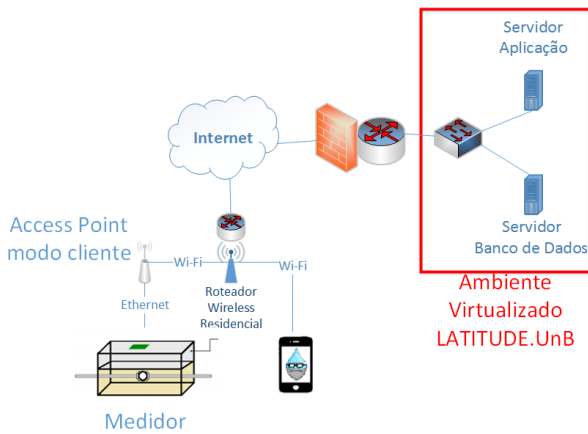 Servidor
Aplicação
Internet
Servidor
Banco de Dados
Access Point
modo cliente
Wi-Fi
Wi-Fi
Ethernet
Roteador
Wireless
Residencial
Ambiente
Virtualizado
LATITUDE.UnB
Medidor